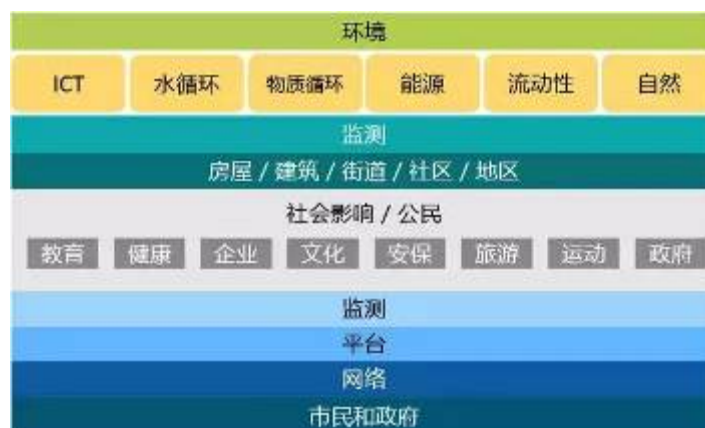 环境
ICT 水循环 物质循环 能源 流动性 自然
监测
房屋 / 建筑 / 街道 / 社区 / 地区
社会影响 / 公民
教育 健康 企业 文化 安保 旅游 运动 政府
监测
平台
网络
市民和政府